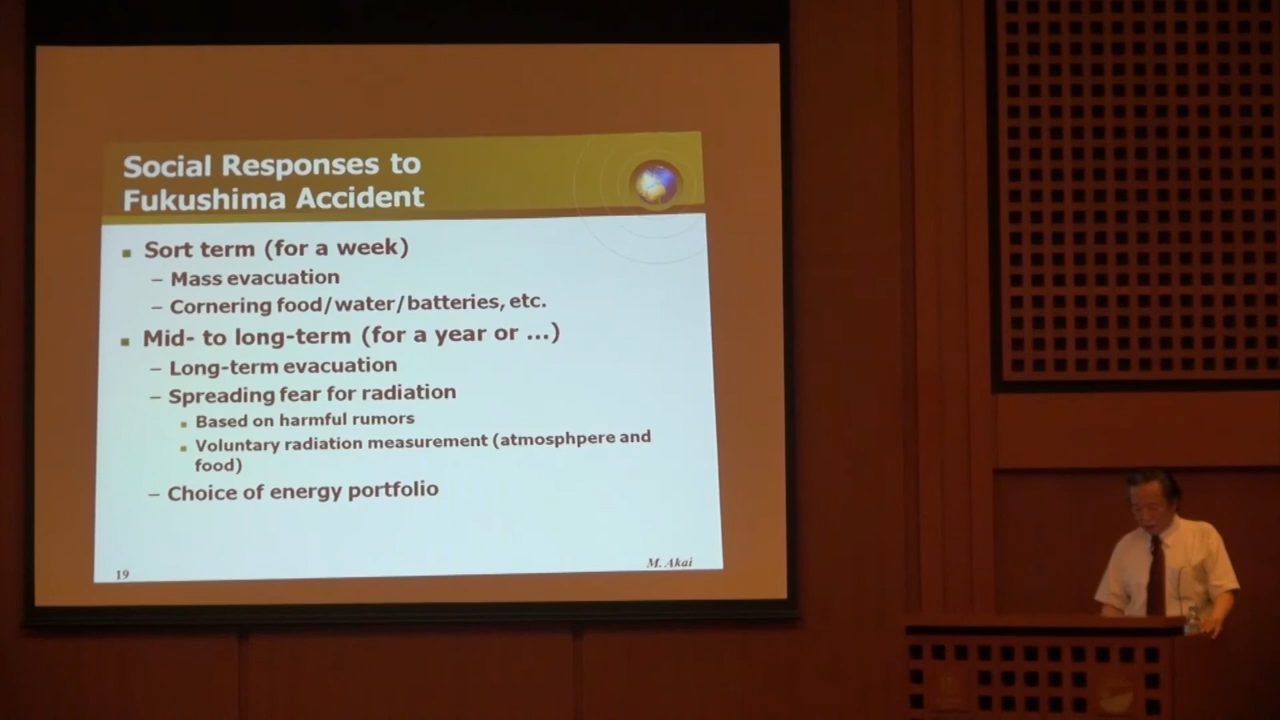 Social Responses to
Fukushima Accident
Sort term (for a week)
– Mass evacuation
– Cornering food/water/batteries, etc.
Mid- to long-term (for a year or ...)
– Long-term evacuation
– Spreading fear for radiation
Based on harmful rumors
Voluntary radiation measurement (atmosphpere and
food)
– Choice of energy portfolio
19
M. Akai